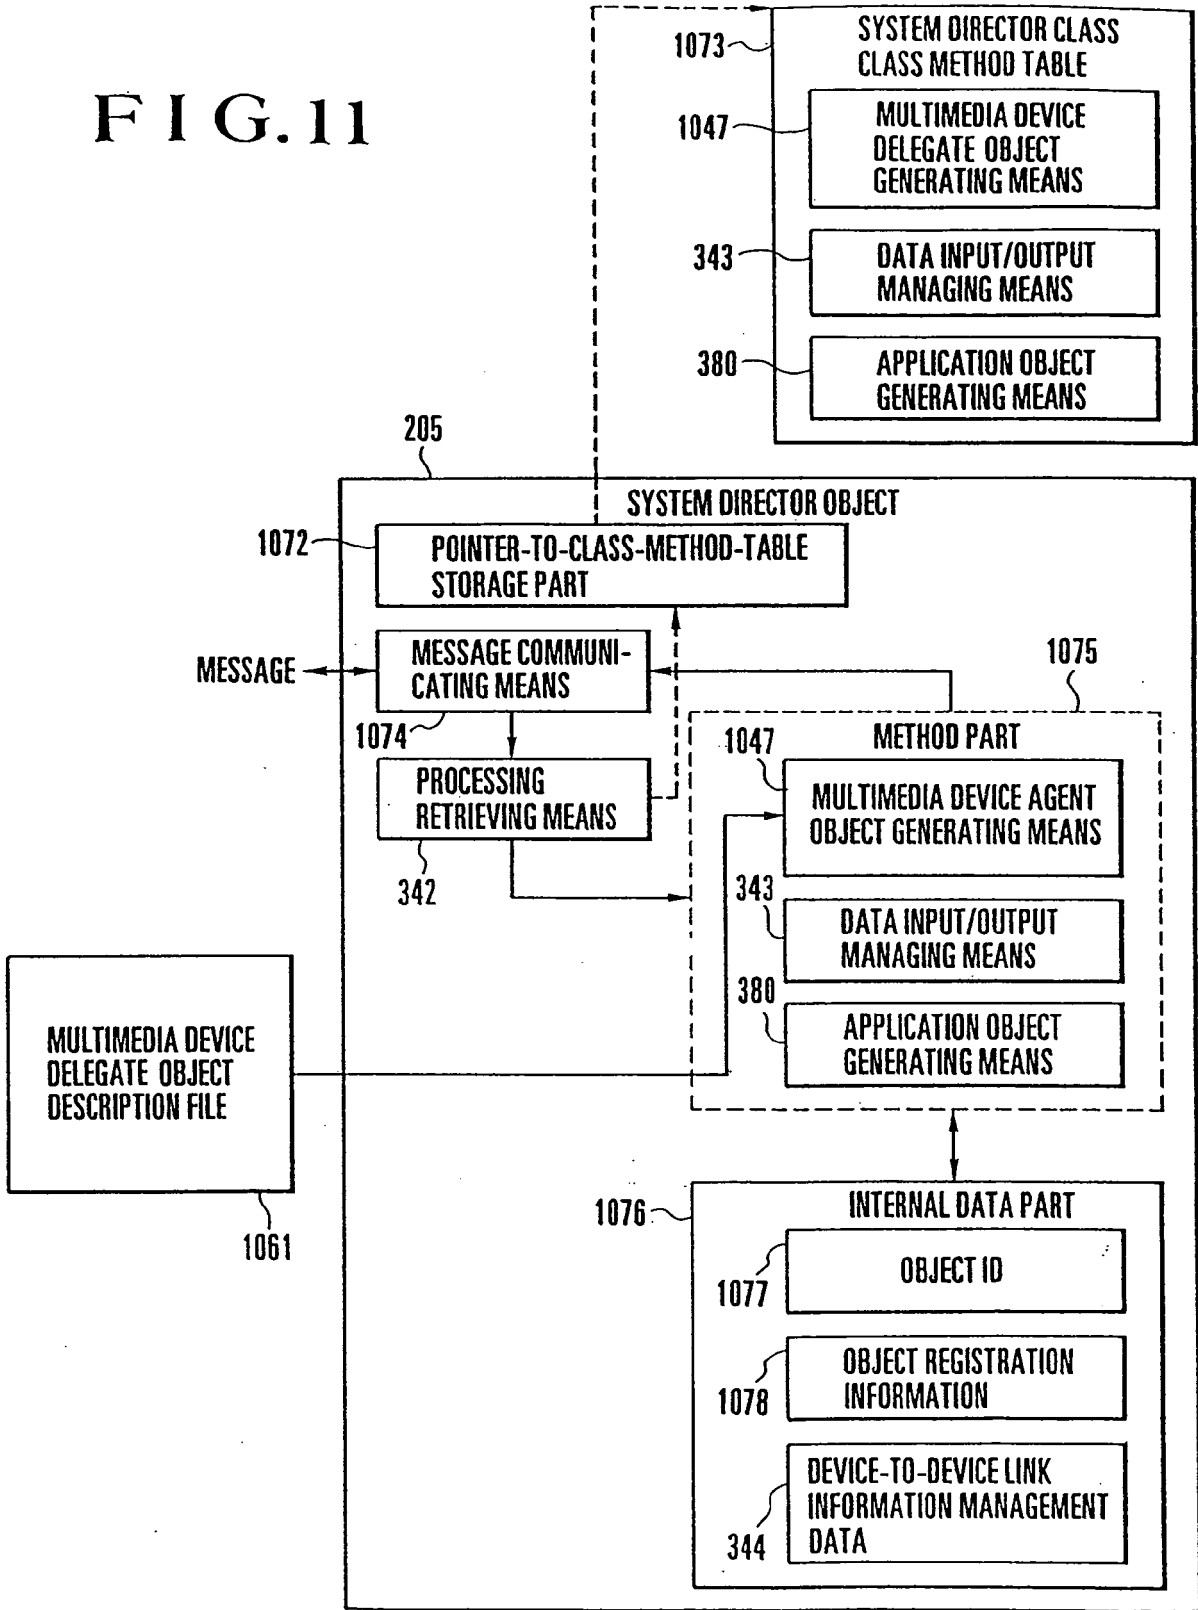 FIG.11
1073
SYSTEM DIRECTOR CLASS
CLASS METHOD TABLE
1047
MULTIMEDIA DEVICE
DELEGATE OBJECT
GENERATING MEANS
343
DATA INPUT/OUTPUT
MANAGING MEANS
380
APPLICATION OBJECT
GENERATING MEANS
205
SYSTEM DIRECTOR OBJECT
1072
POINTER-TO-CLASS-METHOD-TABLE
STORAGE PART
MESSAGE
MESSAGE COMMUNI-
CATING MEANS
1074
PROCESSING
RETRIEVING MEANS
342
1075
METHOD PART
1047
MULTIMEDIA DEVICE AGENT
OBJECT GENERATING MEANS
343
DATA INPUT/OUTPUT
MANAGING MEANS
380
APPLICATION OBJECT
GENERATING MEANS
MULTIMEDIA DEVICE
DELEGATE OBJECT
DESCRIPTION FILE
1061
1076
INTERNAL DATA PART
1077
OBJECT ID
1078
OBJECT REGISTRATION
INFORMATION
344
DEVICE-TO-DEVICE LINK
INFORMATION MANAGEMENT
DATA